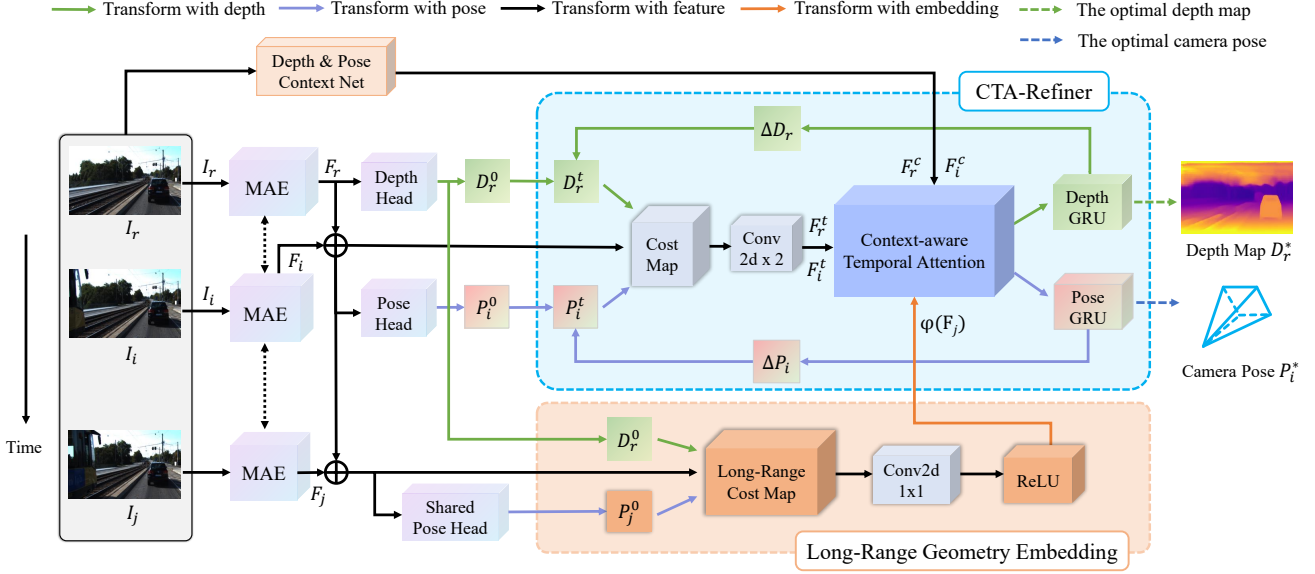 Transform with depth
Transform with pose
Transform with feature
Transform with embedding
The optimal depth map
The optimal camera pose
Depth & Pose
Context Net
CTA-Refiner
ΔD_r
F_r^c F_i^c
I_r
MAE
F_r
Depth
Head
D_r^0
D_r^t
Depth
GRU
I_r
Cost
Map
Conv
2d x 2
F_r^t
F_i^t
Context-aware
Temporal Attention
Depth Map D_r^*
F_i
I_i
MAE
Pose
Head
P_i^0
P_i^t
Pose
GRU
φ(F_j)
I_i
ΔP_i
Camera Pose P_i^*
Time
D_r^0
MAE
F_j
Long-Range
Cost Map
Conv2d
1x1
ReLU
I_j
Shared
Pose Head
P_j^0
Long-Range Geometry Embedding